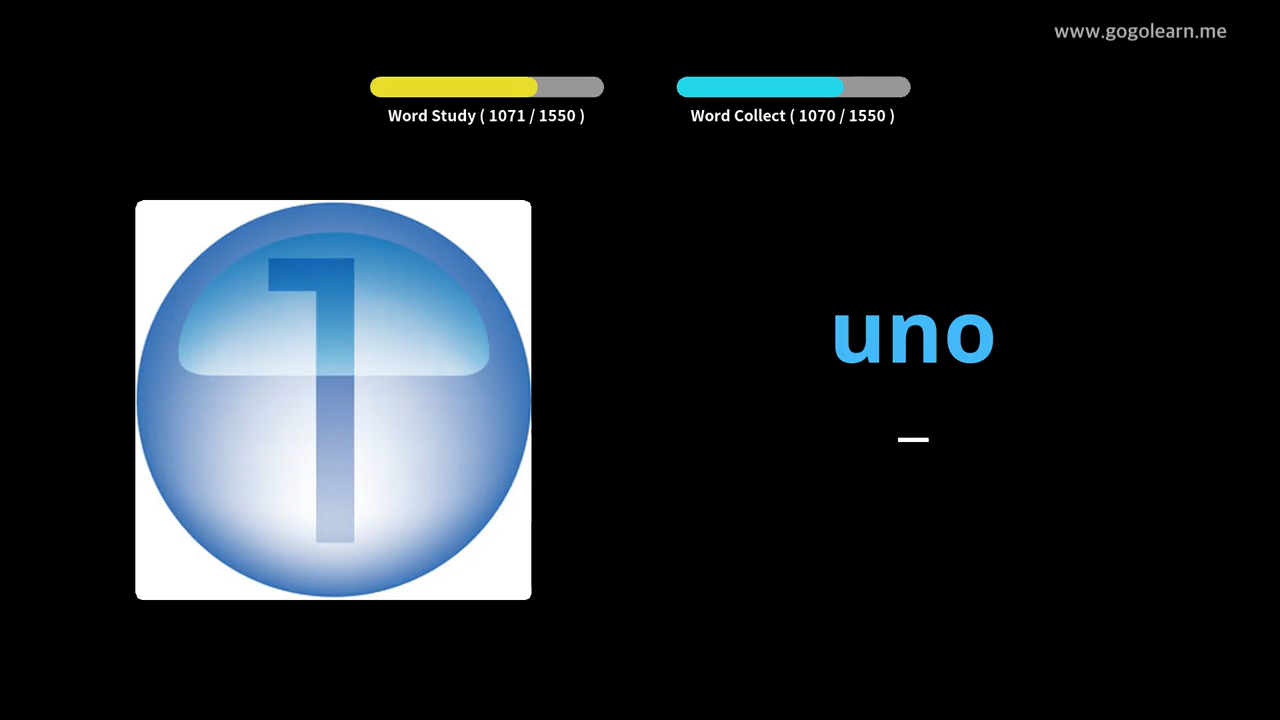 www.gogolearn.me
Word Study ( 1071 / 1550 )
Word Collect ( 1070 / 1550 )
1
uno
一